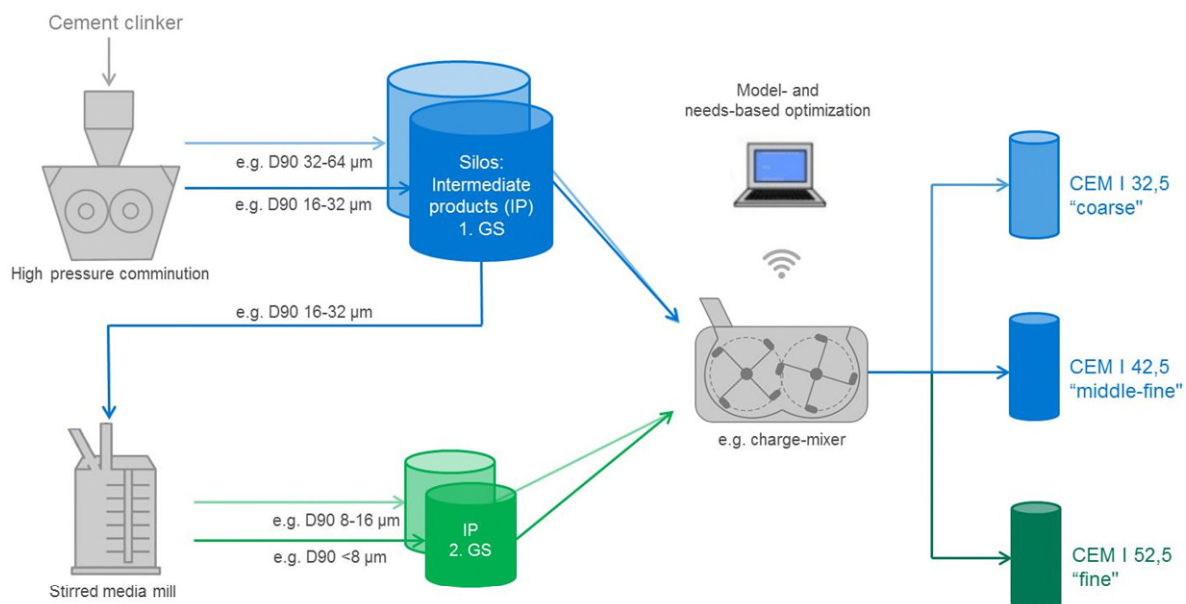 Cement clinker
e.g. D90 32-64 µm
e.g. D90 16-32 µm
High pressure comminution
Silos:
Intermediate
products (IP)
1. GS
Model- and
needs-based optimization
e.g. D90 16-32 µm
e.g. charge-mixer
CEM I 32,5
“coarse"
CEM I 42,5
“middle-fine"
CEM I 52,5
“fine"
e.g. D90 8-16 µm
e.g. D90 <8 µm
IP
2. GS
Stirred media mill